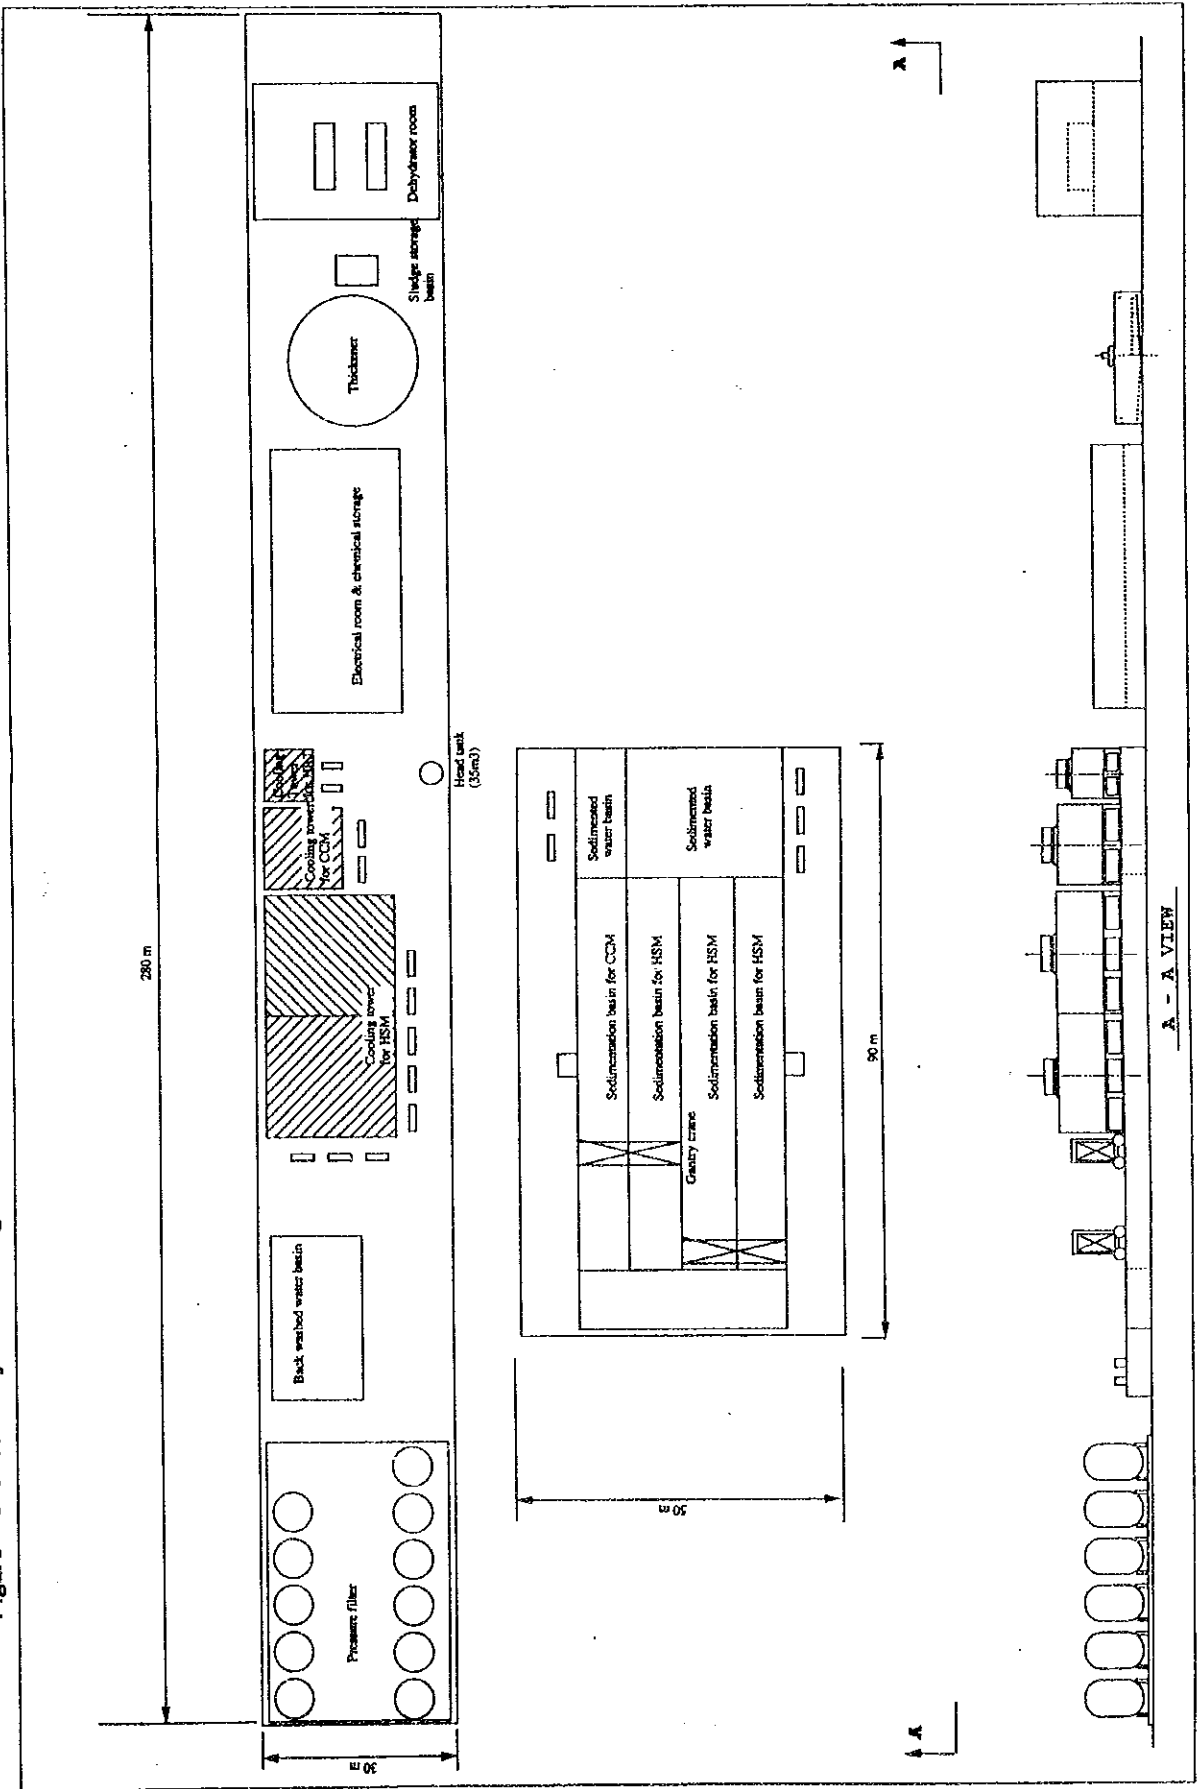 280 m
30 m
Pressure filter
Back washed water basin
Cooling tower
for HSM
Cooling tower
for CCM
Head tank
(35m3)
Electrical room & chemical storage
Thickener
Sludge storage
basin
Dehydrator room
50 m
90 m
Gantry crane
Sedimentation basin for CCM
Sedimentation basin for HSM
Sedimentation basin for HSM
Sedimentation basin for HSM
Sedimented
water basin
Sedimented
water basin
A
A
A - A VIEW